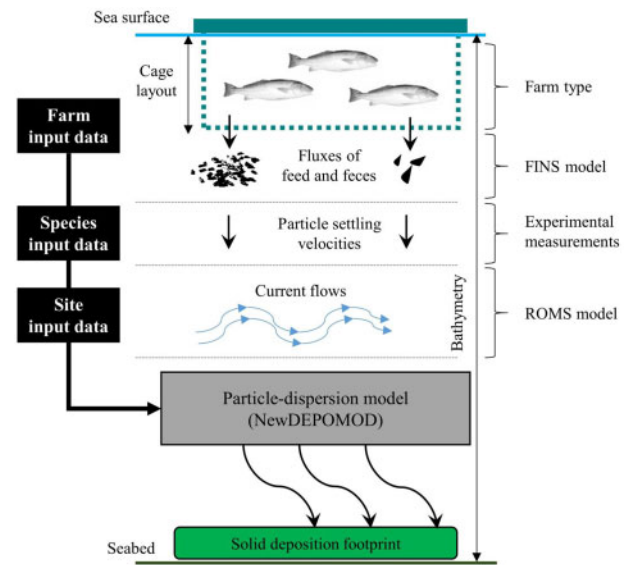 Sea surface
Cage
layout
Farm type
Farm
input data
Fluxes of
feed and feces
FINS model
Species
input data
Particle settling
velocities
Experimental
measurements
Site
input data
Current flows
Bathymetry
ROMS model
Particle-dispersion model
(NewDEPOMOD)
Solid deposition footprint
Seabed